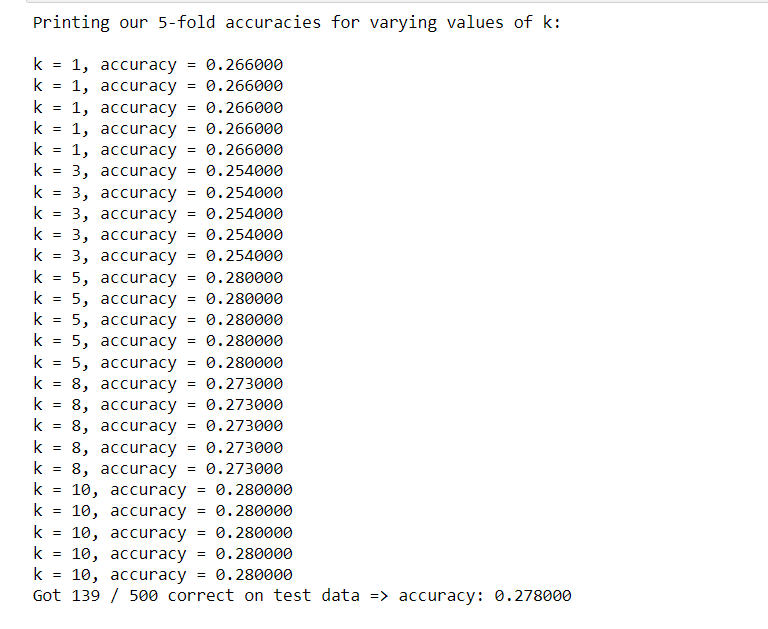 Printing our 5-fold accuracies for varying values of k:
k = 1, accuracy = 0.266000
k = 1, accuracy = 0.266000
k = 1, accuracy = 0.266000
k = 1, accuracy = 0.266000
k = 1, accuracy = 0.266000
k = 3, accuracy = 0.254000
k = 3, accuracy = 0.254000
k = 3, accuracy = 0.254000
k = 3, accuracy = 0.254000
k = 3, accuracy = 0.254000
k = 5, accuracy = 0.280000
k = 5, accuracy = 0.280000
k = 5, accuracy = 0.280000
k = 5, accuracy = 0.280000
k = 5, accuracy = 0.280000
k = 8, accuracy = 0.273000
k = 8, accuracy = 0.273000
k = 8, accuracy = 0.273000
k = 8, accuracy = 0.273000
k = 8, accuracy = 0.273000
k = 10, accuracy = 0.280000
k = 10, accuracy = 0.280000
k = 10, accuracy = 0.280000
k = 10, accuracy = 0.280000
k = 10, accuracy = 0.280000
Got 139 / 500 correct on test data => accuracy: 0.278000